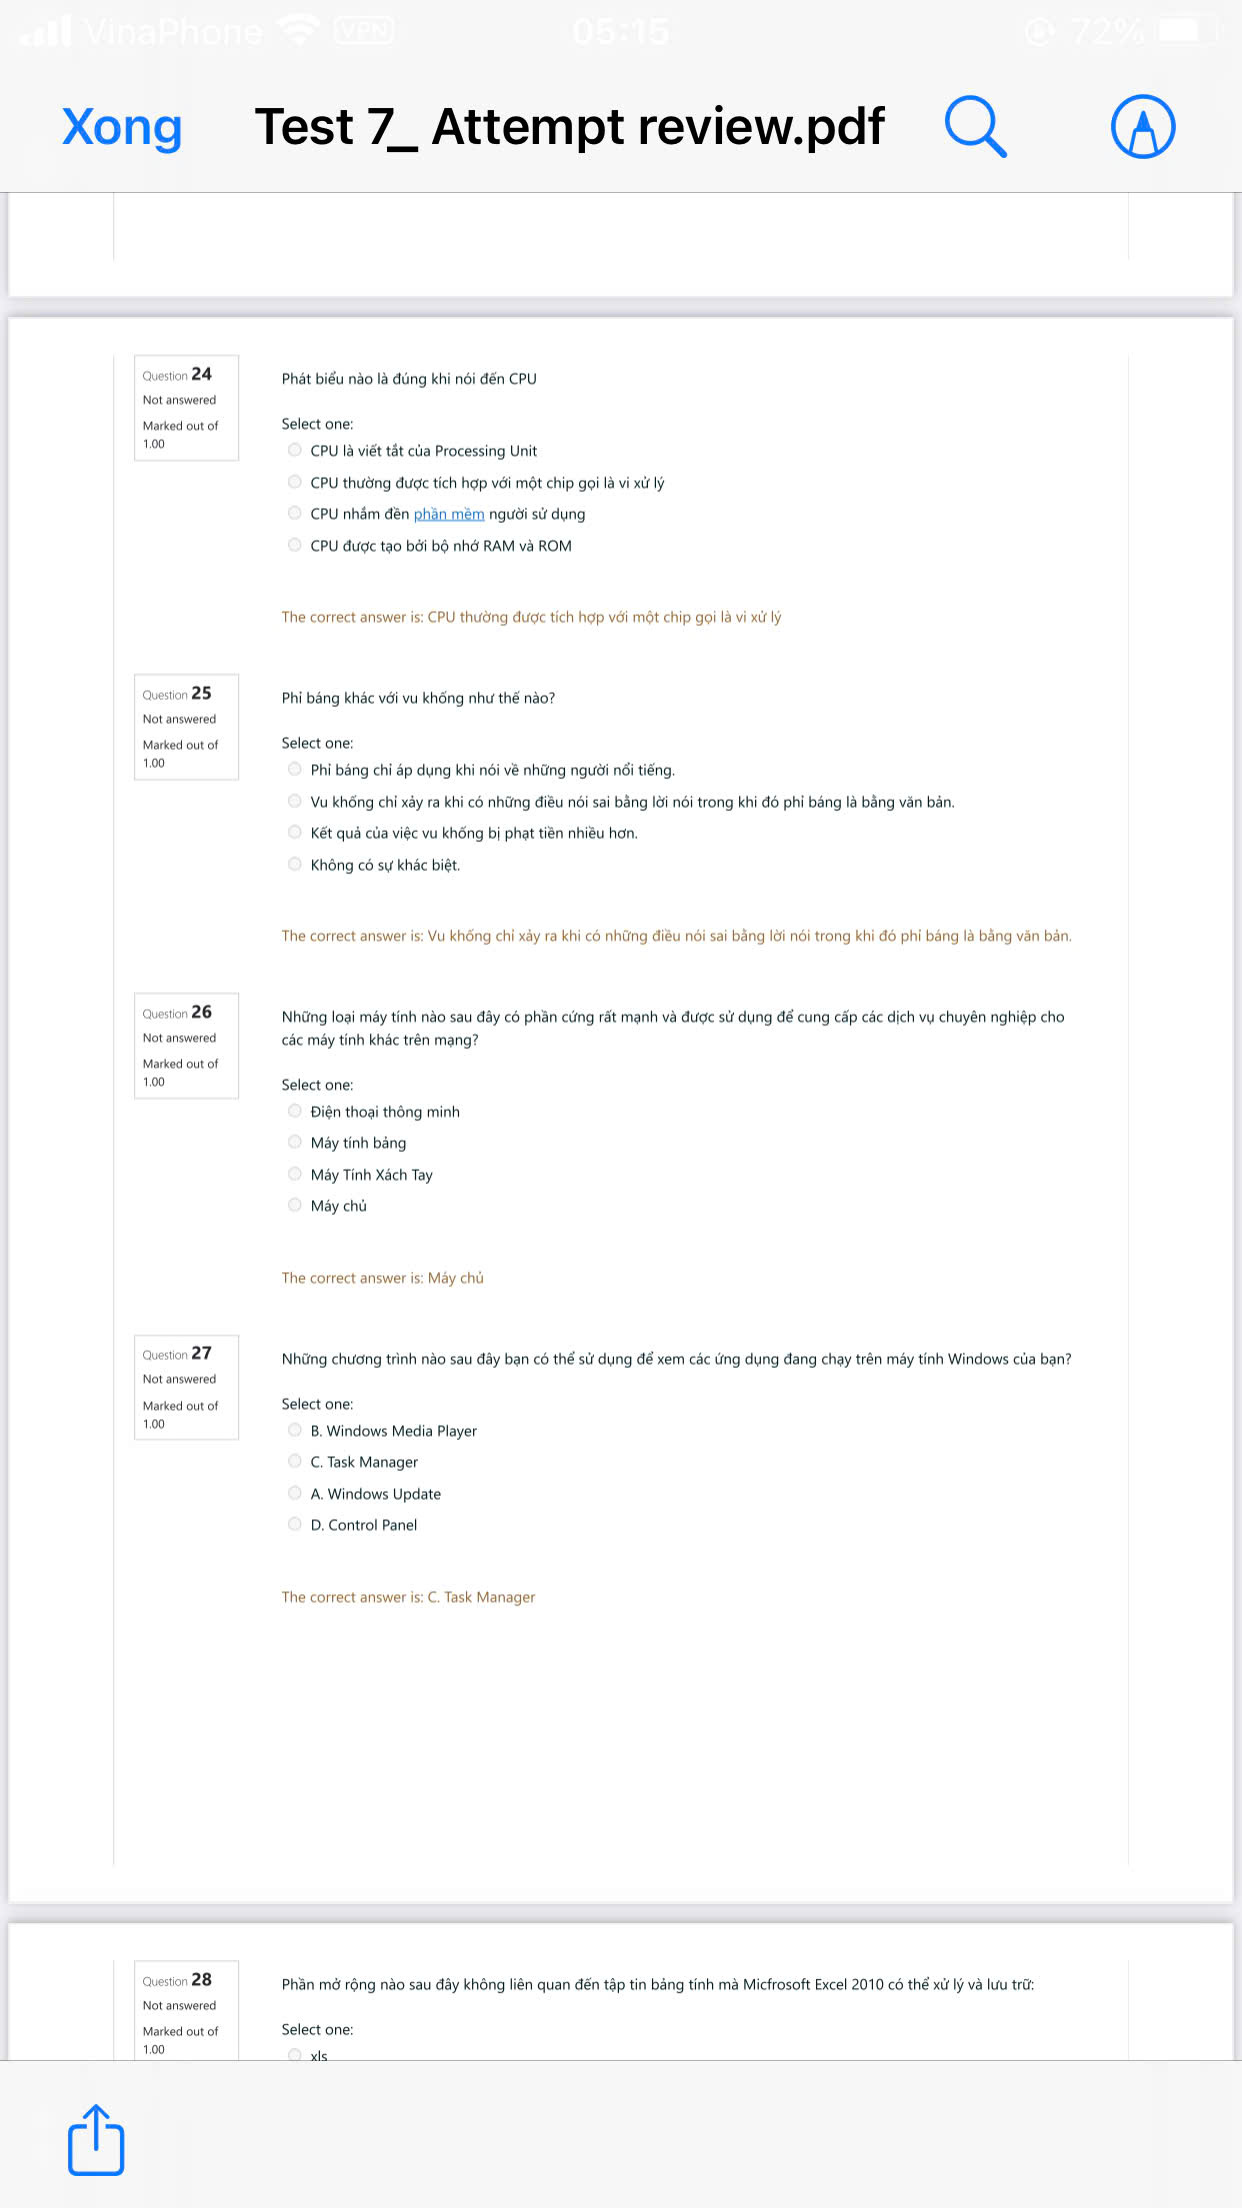 VinaPhone VPN 05:15 72%
Xong Test 7_ Attempt review.pdf
Question 24
Not answered
Marked out of
1.00
Phát biểu nào là đúng khi nói đến CPU
Select one:
CPU là viết tắt của Processing Unit
CPU thường được tích hợp với một chip gọi là vi xử lý
CPU nhắm đền phần mềm người sử dụng
CPU được tạo bởi bộ nhớ RAM và ROM
The correct answer is: CPU thường được tích hợp với một chip gọi là vi xử lý
Question 25
Not answered
Marked out of
1.00
Phỉ báng khác với vu khống như thế nào?
Select one:
Phỉ báng chỉ áp dụng khi nói về những người nổi tiếng.
Vu khống chỉ xảy ra khi có những điều nói sai bằng lời nói trong khi đó phỉ báng là bằng văn bản.
Kết quả của việc vu khống bị phạt tiền nhiều hơn.
Không có sự khác biệt.
The correct answer is: Vu khống chỉ xảy ra khi có những điều nói sai bằng lời nói trong khi đó phỉ báng là bằng văn bản.
Question 26
Not answered
Marked out of
1.00
Những loại máy tính nào sau đây có phần cứng rất mạnh và được sử dụng để cung cấp các dịch vụ chuyên nghiệp cho
các máy tính khác trên mạng?
Select one:
Điện thoại thông minh
Máy tính bảng
Máy Tính Xách Tay
Máy chủ
The correct answer is: Máy chủ
Question 27
Not answered
Marked out of
1.00
Những chương trình nào sau đây bạn có thể sử dụng để xem các ứng dụng đang chạy trên máy tính Windows của bạn?
Select one:
B. Windows Media Player
C. Task Manager
A. Windows Update
D. Control Panel
The correct answer is: C. Task Manager
Question 28
Not answered
Marked out of
1.00
Phần mở rộng nào sau đây không liên quan đến tập tin bảng tính mà Micfrosoft Excel 2010 có thể xử lý và lưu trữ:
Select one:
xls